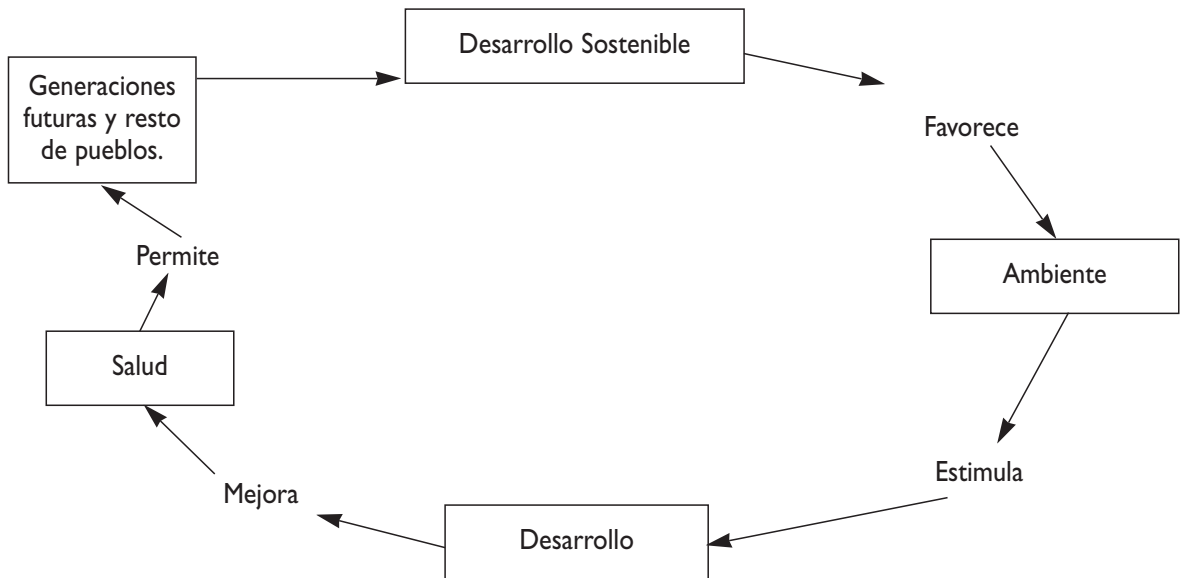 Desarrollo Sostenible
Generaciones
futuras y resto
de pueblos.
Favorece
Permite
Ambiente
Salud
Estimula
Mejora
Desarrollo